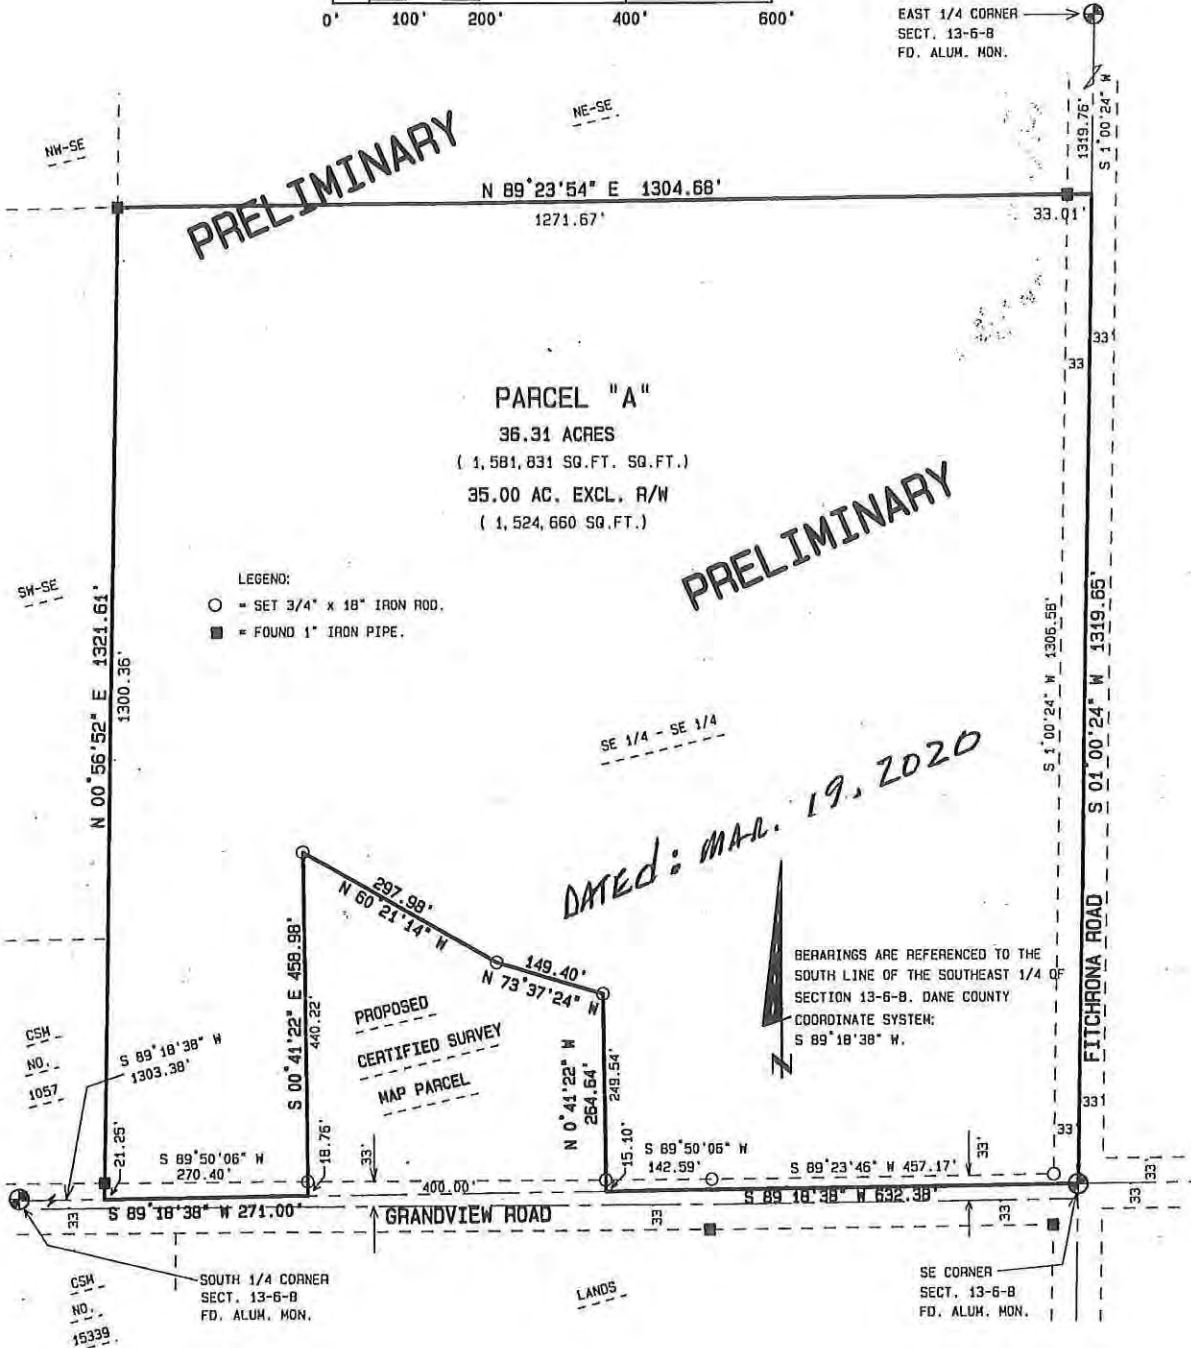 0' 100' 200' 400' 600'
EAST 1/4 CORNER
SECT. 13-6-8
FD. ALUM. MON.
1319.76'
S 1°00'24" W
NW-SE
NE-SE
PRELIMINARY
N 89°23'54" E 1304.68'
1271.67'
33.01'
33'
33
PARCEL "A"
36.31 ACRES
( 1,581,831 SQ.FT. SQ.FT.)
35.00 AC. EXCL. R/W
( 1,524,660 SQ.FT.)
PRELIMINARY
SW-SE
LEGEND:
= SET 3/4" x 18" IRON ROD.
= FOUND 1" IRON PIPE.
N 00°56'52" E 1321.61'
1300.36'
S 1°00'24" W 1306.58'
S 01°00'24" W 1319.65'
FITCHRONA ROAD
SE 1/4 - SE 1/4
DATEd: MAR. 19, 2020
297.98'
N 60°21'14" W
149.40'
N 73°37'24" W
S 00°41'22" E 458.98'
440.22'
PROPOSED
CERTIFIED SURVEY
MAP PARCEL
N 0°41'22" W
264.64'
249.54'
BERARINGS ARE REFERENCED TO THE
SOUTH LINE OF THE SOUTHEAST 1/4 OF
SECTION 13-6-8. DANE COUNTY
COORDINATE SYSTEM:
S 89°18'38" W.
N
CSM
NO.
1057
S 89°18'38" W
1303.38'
21.25'
S 89°50'06" W
270.40'
18.76'
33'
400.00'
15.10'
S 89°50'06" W
142.59'
S 89°23'46" W 457.17'
33'
33'
33'
S 89°18'38" W 271.00'
GRANDVIEW ROAD
S 89°18'38" W 632.38'
33
33
33
33
33'
SOUTH 1/4 CORNER
SECT. 13-6-8
FD. ALUM. MON.
CSM
NO.
15339
LANDS
SE CORNER
SECT. 13-6-8
FD. ALUM. MON.